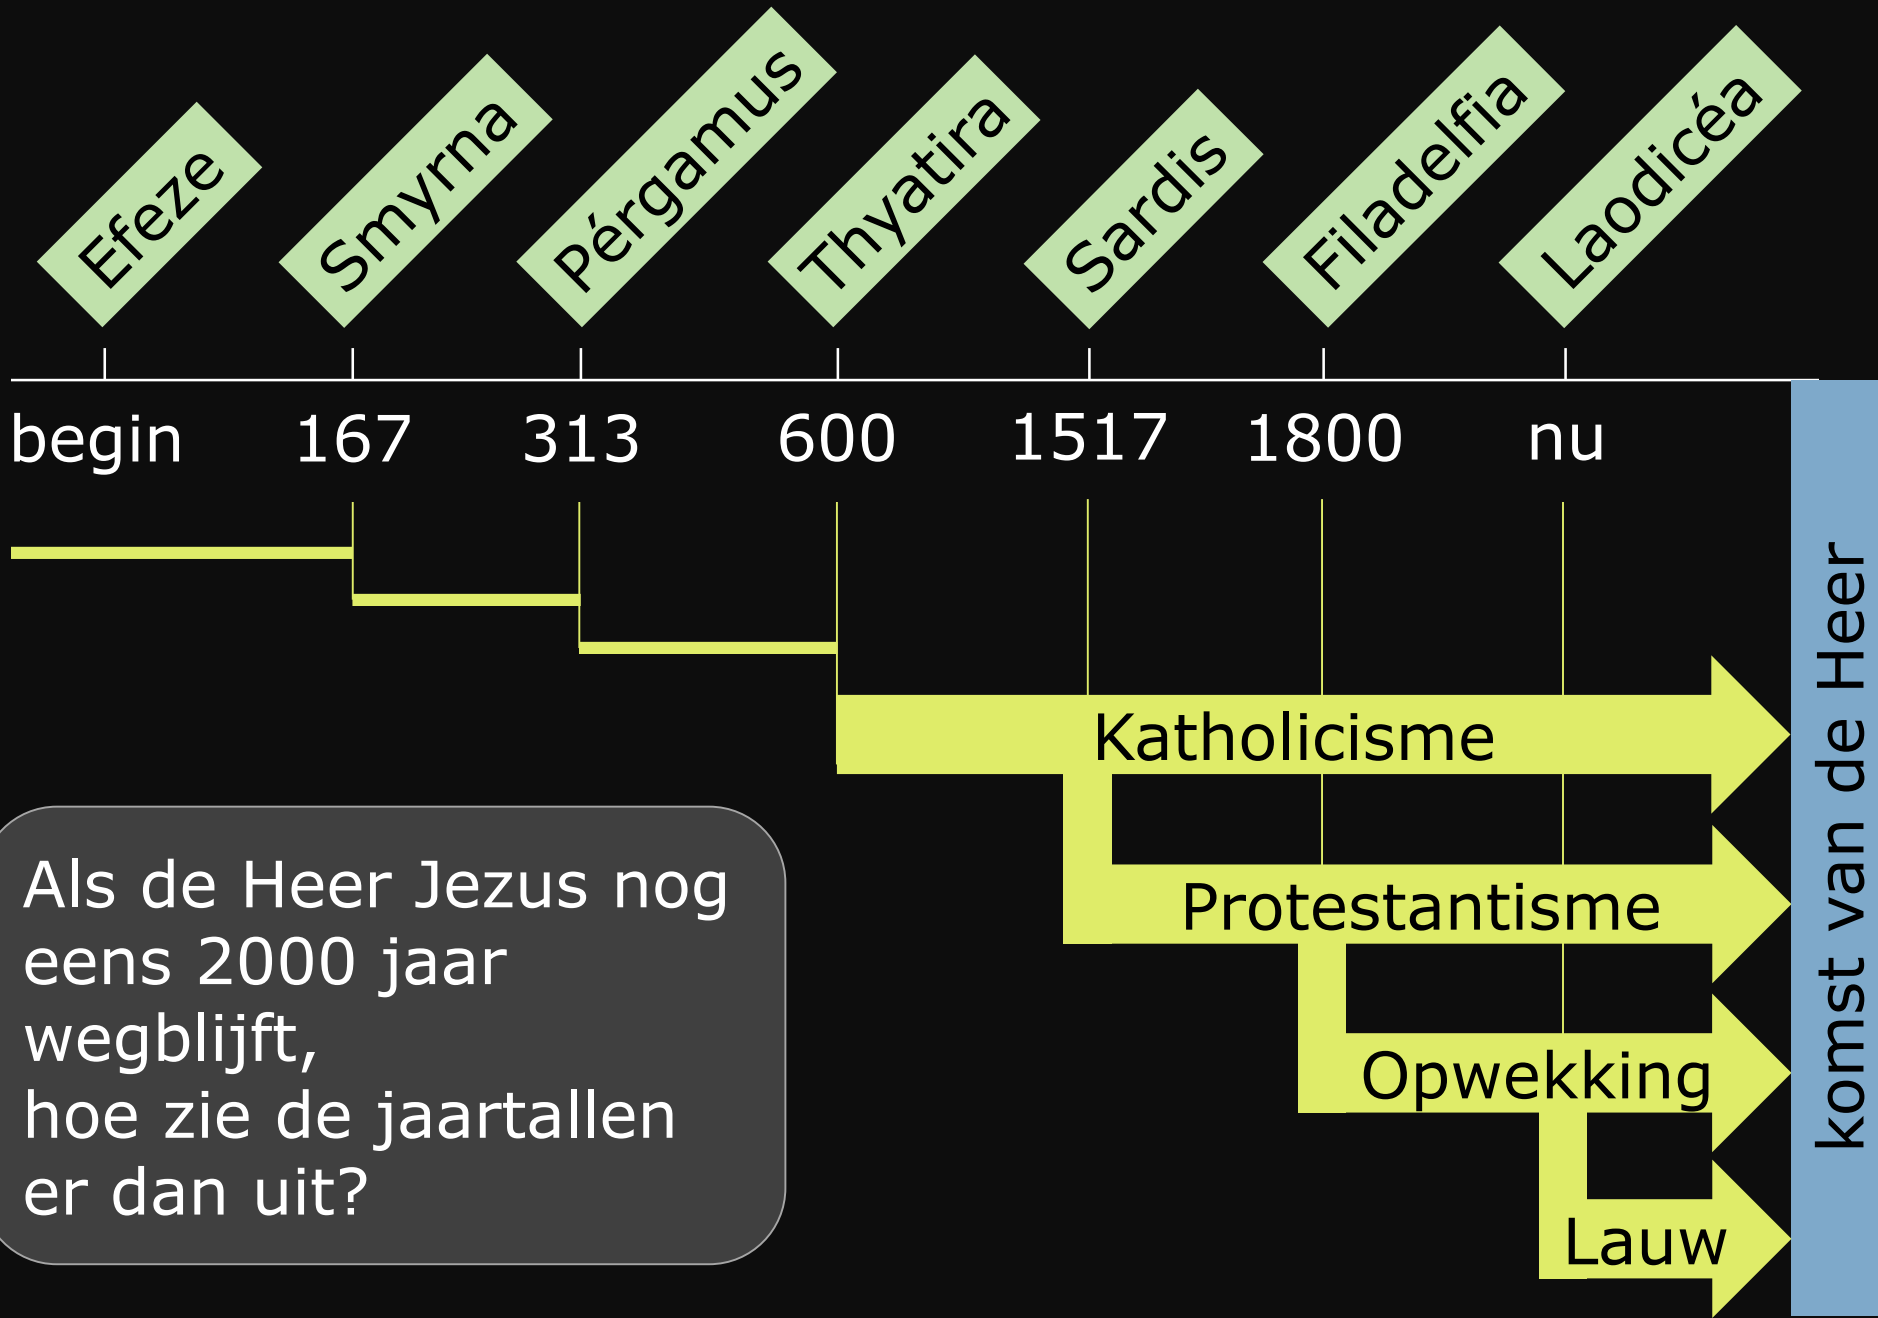 Efeze
Smyrna
Pérgamus
Thyatira
Sardis
Filadelfia
Laodicéa
begin 167 313 600 1517 1800 nu
Katholicisme
Protestantisme
Opwekking
Lauw
komst van de Heer
Als de Heer Jezus nog
eens 2000 jaar
wegblijft,
hoe zie de jaartallen
er dan uit?